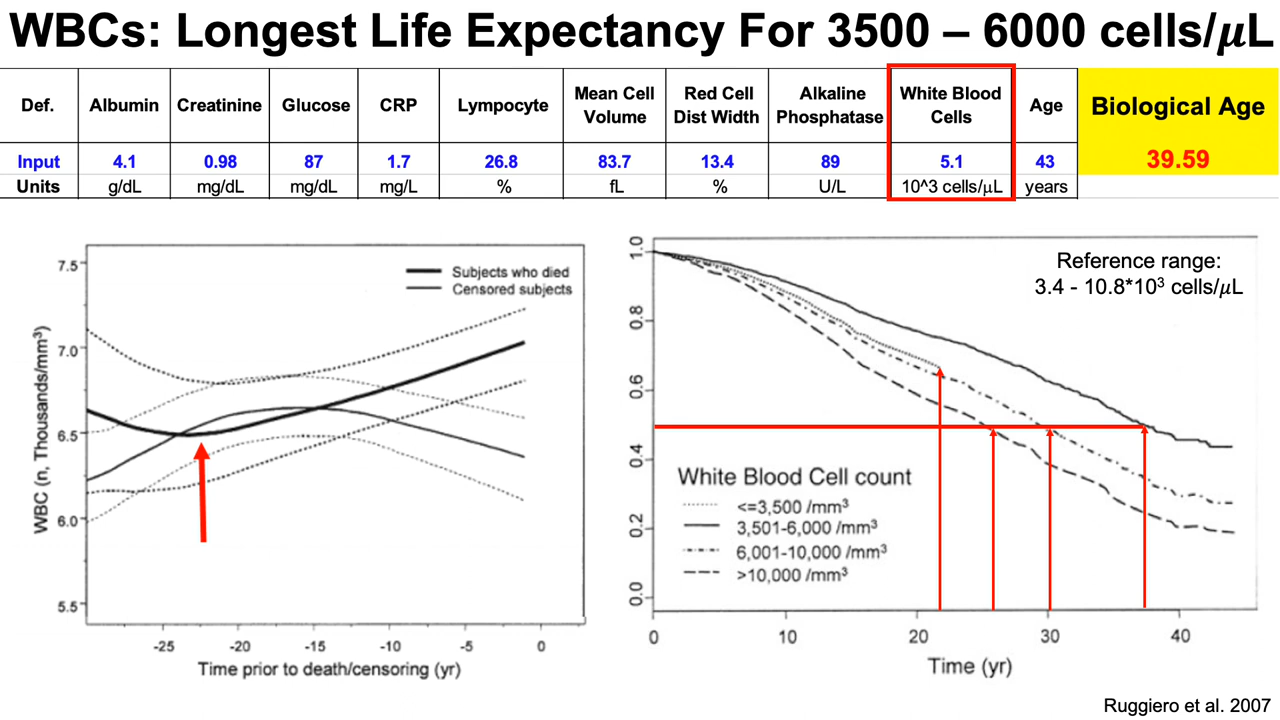 WBCs: Longest Life Expectancy For 3500 – 6000 cells/μL
Def. Albumin Creatinine Glucose CRP Lympocyte Mean Cell Volume Red Cell Dist Width Alkaline Phosphatase White Blood Cells Age Biological Age
Input 4.1 0.98 87 1.7 26.8 83.7 13.4 89 5.1 43 39.59
Units g/dL mg/dL mg/dL mg/L % fL % U/L 10^3 cells/μL years
7.5
7.0
6.5
6.0
5.5
WBC (n, Thousands/mm³)
Subjects who died
Censored subjects
-25 -20 -15 -10 -5 0
Time prior to death/censoring (yr)
1.0
0.8
0.6
0.4
0.2
0.0
Reference range:
3.4 - 10.8*10³ cells/μL
White Blood Cell count
<=3,500 /mm³
3,501-6,000 /mm³
6,001-10,000 /mm³
>10,000 /mm³
0 10 20 30 40
Time (yr)
Ruggiero et al. 2007